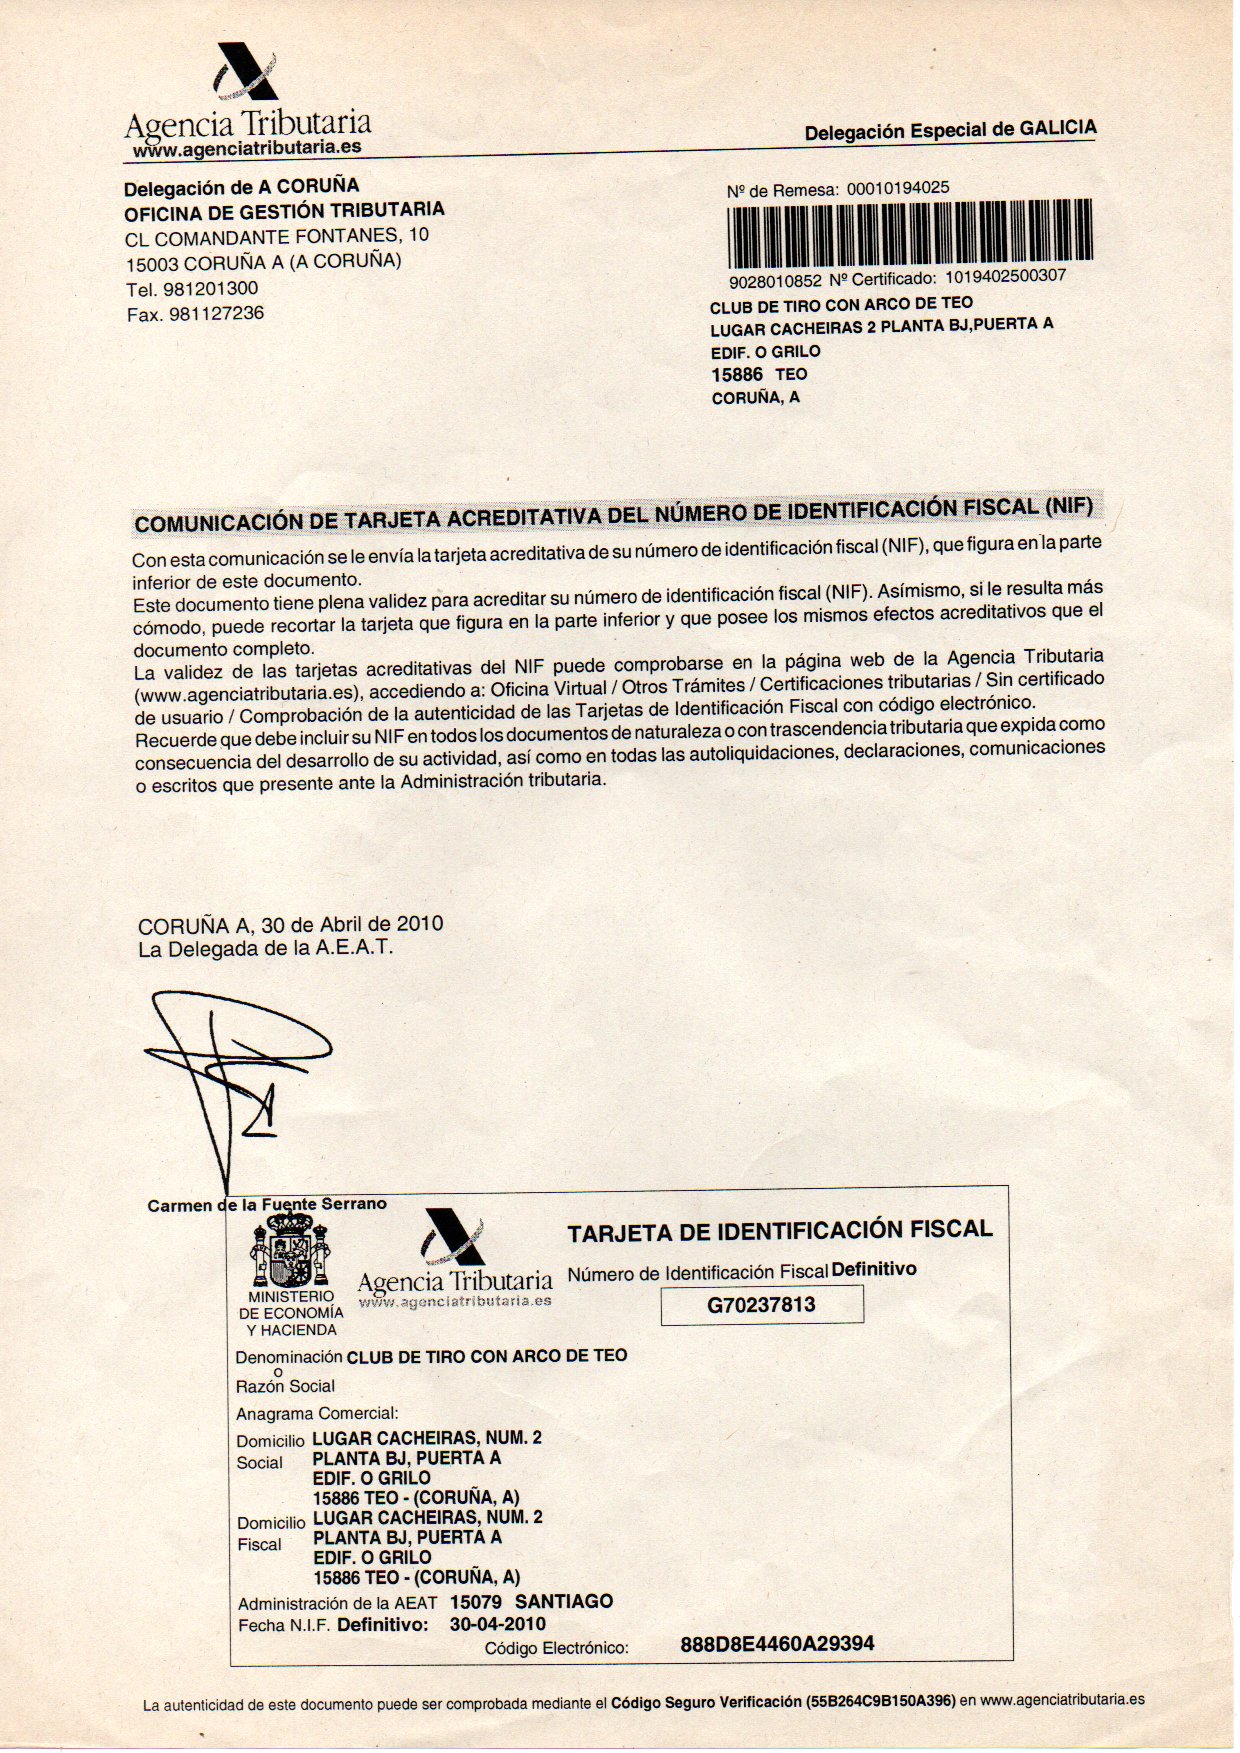 Agencia Tributaria
www.agenciatributaria.es
Delegación Especial de GALICIA
Delegación de A CORUÑA
OFICINA DE GESTIÓN TRIBUTARIA
CL COMANDANTE FONTANES, 10
15003 CORUÑA A (A CORUÑA)
Tel. 981201300
Fax. 981127236
Nº de Remesa: 00010194025
9028010852 Nº Certificado: 1019402500307
CLUB DE TIRO CON ARCO DE TEO
LUGAR CACHEIRAS 2 PLANTA BJ,PUERTA A
EDIF. O GRILO
15886 TEO
CORUÑA, A
COMUNICACIÓN DE TARJETA ACREDITATIVA DEL NÚMERO DE IDENTIFICACIÓN FISCAL (NIF)
Con esta comunicación se le envía la tarjeta acreditativa de su número de identificación fiscal (NIF), que figura en la parte
inferior de este documento.
Este documento tiene plena validez para acreditar su número de identificación fiscal (NIF). Asímismo, si le resulta más
cómodo, puede recortar la tarjeta que figura en la parte inferior y que posee los mismos efectos acreditativos que el
documento completo.
La validez de las tarjetas acreditativas del NIF puede comprobarse en la página web de la Agencia Tributaria
(www.agenciatributaria.es), accediendo a: Oficina Virtual / Otros Trámites / Certificaciones tributarias / Sin certificado
de usuario / Comprobación de la autenticidad de las Tarjetas de Identificación Fiscal con código electrónico.
Recuerde que debe incluir su NIF en todos los documentos de naturaleza o con trascendencia tributaria que expida como
consecuencia del desarrollo de su actividad, así como en todas las autoliquidaciones, declaraciones, comunicaciones
o escritos que presente ante la Administración tributaria.
CORUÑA A, 30 de Abril de 2010
La Delegada de la A.E.A.T.
Carmen de la Fuente Serrano
MINISTERIO
DE ECONOMÍA
Y HACIENDA
Agencia Tributaria
www.agenciatributaria.es
TARJETA DE IDENTIFICACIÓN FISCAL
Número de Identificación Fiscal Definitivo
G70237813
Denominación CLUB DE TIRO CON ARCO DE TEO
o
Razón Social
Anagrama Comercial:
Domicilio LUGAR CACHEIRAS, NUM. 2
Social PLANTA BJ, PUERTA A
EDIF. O GRILO
15886 TEO - (CORUÑA, A)
Domicilio LUGAR CACHEIRAS, NUM. 2
Fiscal PLANTA BJ, PUERTA A
EDIF. O GRILO
15886 TEO - (CORUÑA, A)
Administración de la AEAT 15079 SANTIAGO
Fecha N.I.F. Definitivo: 30-04-2010
Código Electrónico: 888D8E4460A29394
La autenticidad de este documento puede ser comprobada mediante el Código Seguro Verificación (55B264C9B150A396) en www.agenciatributaria.es